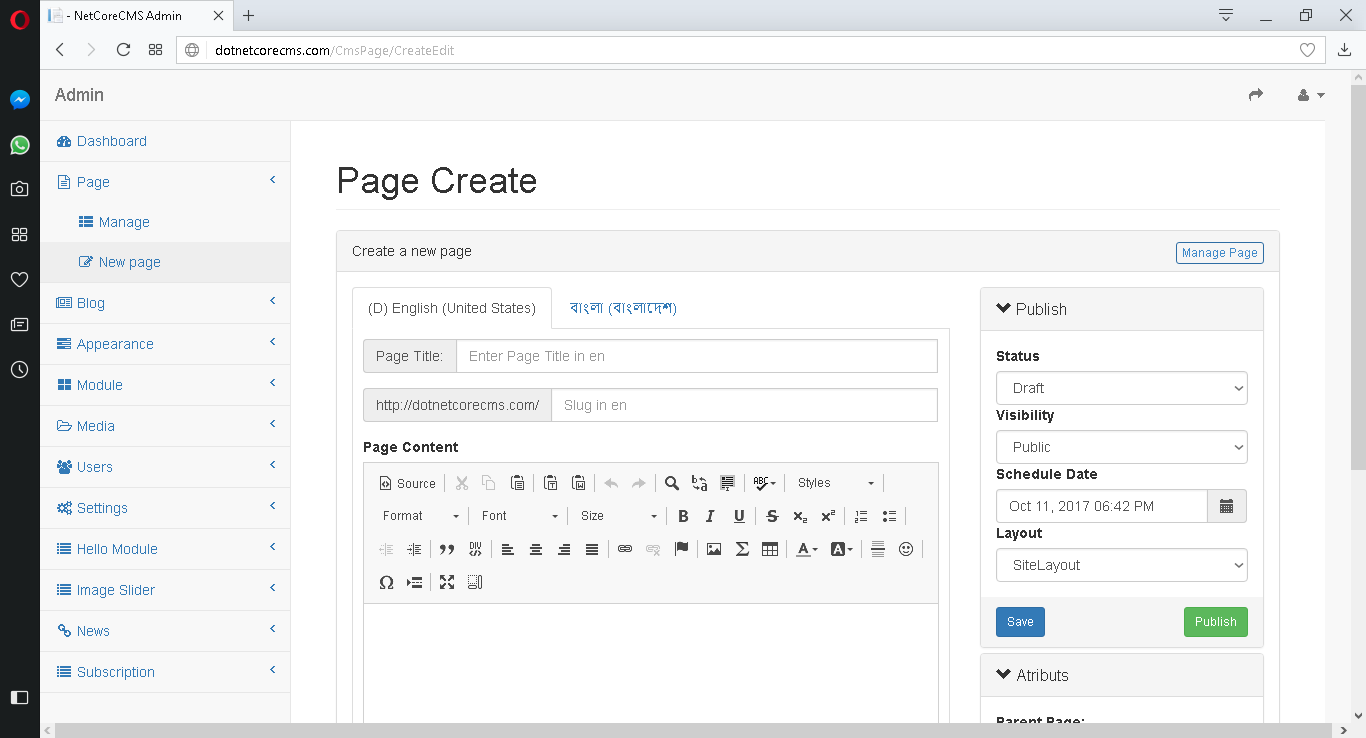 - NetCoreCMS Admin
dotnetcorecms.com/CmsPage/CreateEdit
Admin
Dashboard
Page
Manage
New page
Blog
Appearance
Module
Media
Users
Settings
Hello Module
Image Slider
News
Subscription
Page Create
Create a new page
Manage Page
(D) English (United States)
বাংলা (বাংলাদেশ)
Page Title:
Enter Page Title in en
http://dotnetcorecms.com/
Slug in en
Page Content
Source
Styles
Format
Font
Size
Publish
Status
Draft
Visibility
Public
Schedule Date
Oct 11, 2017 06:42 PM
Layout
SiteLayout
Save
Publish
Atributs
Parent Page: